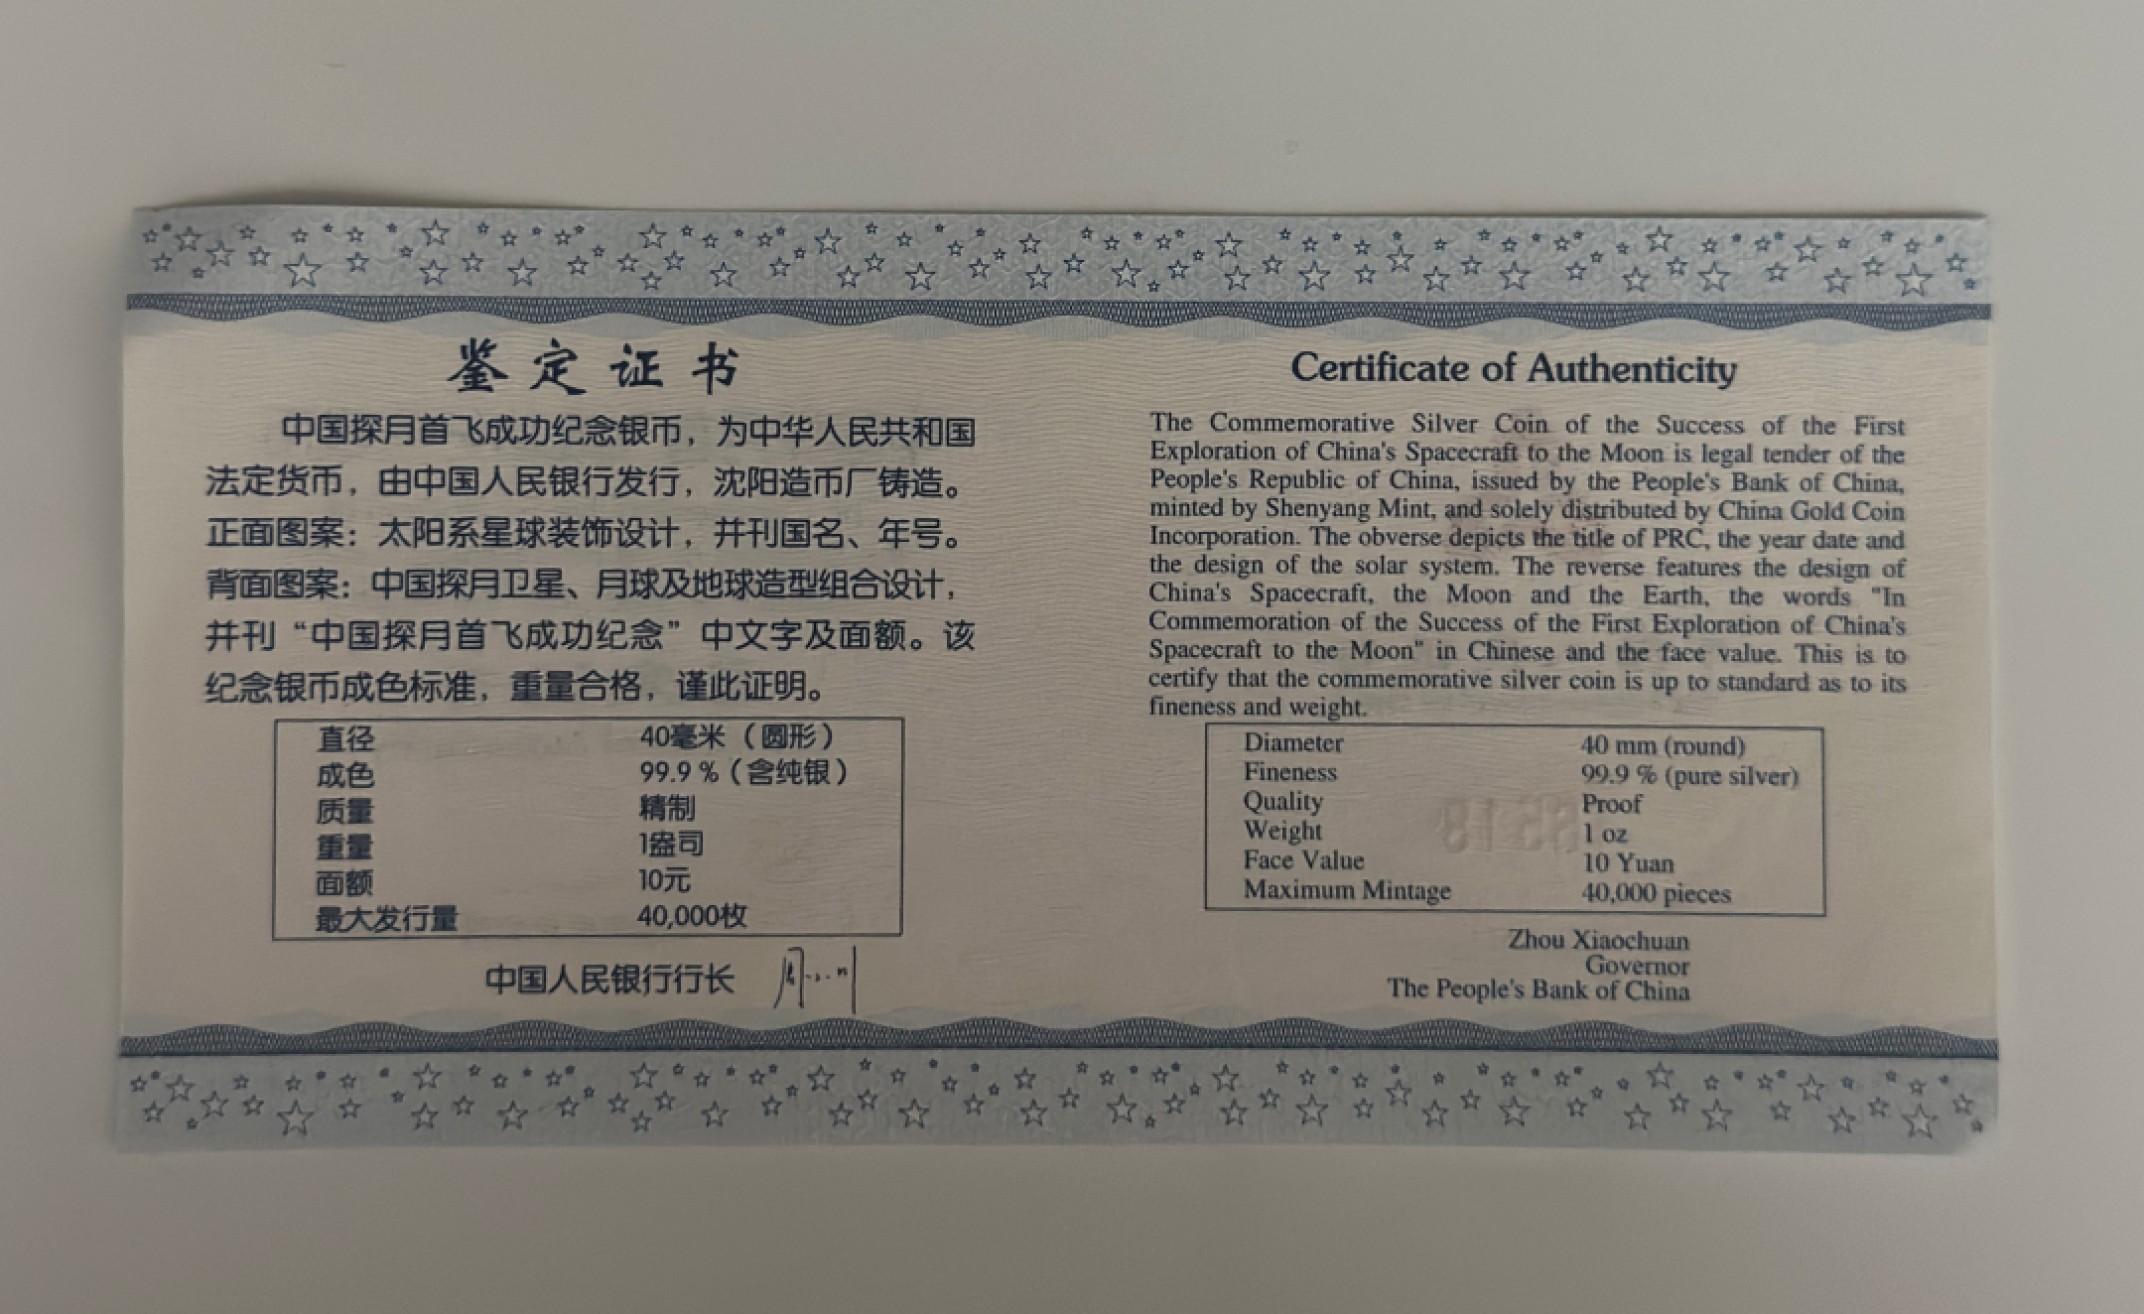 鉴定证书
中国探月首飞成功纪念银币，为中华人民共和国
法定货币，由中国人民银行发行，沈阳造币厂铸造。
正面图案：太阳系星球装饰设计，并刊国名、年号。
背面图案：中国探月卫星、月球及地球造型组合设计，
并刊“中国探月首飞成功纪念”中文字及面额。该
纪念银币成色标准，重量合格，谨此证明。
直径 40毫米（圆形）
成色 99.9 %（含纯银）
质量 精制
重量 1盎司
面额 10元
最大发行量 40,000枚
中国人民银行行长
Certificate of Authenticity
The Commemorative Silver Coin of the Success of the First
Exploration of China's Spacecraft to the Moon is legal tender of the
People's Republic of China, issued by the People's Bank of China,
minted by Shenyang Mint, and solely distributed by China Gold Coin
Incorporation. The obverse depicts the title of PRC, the year date and
the design of the solar system. The reverse features the design of
China's Spacecraft, the Moon and the Earth, the words "In
Commemoration of the Success of the First Exploration of China's
Spacecraft to the Moon" in Chinese and the face value. This is to
certify that the commemorative silver coin is up to standard as to its
fineness and weight.
Diameter 40 mm (round)
Fineness 99.9 % (pure silver)
Quality Proof
Weight 1 oz
Face Value 10 Yuan
Maximum Mintage 40,000 pieces
Zhou Xiaochuan
Governor
The People's Bank of China